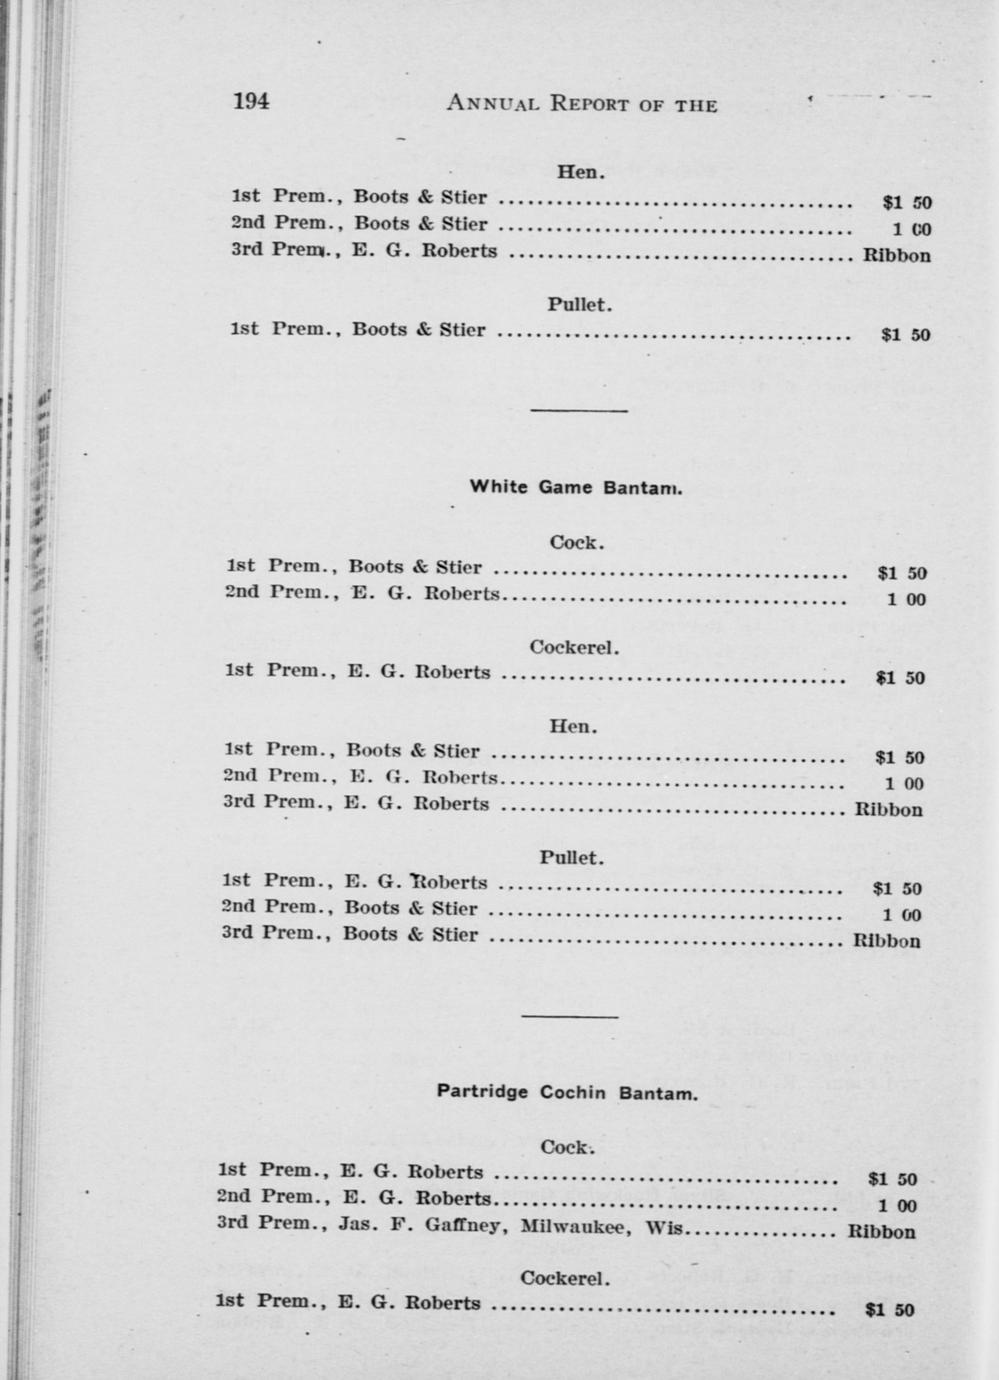 194 ANNUAL REPORT OF THE
Hen.
1st Prem., Boots & Stier .................................... $1 50
2nd Prem., Boots & Stier .................................... 1 00
3rd Prem., E. G. Roberts ................................... Ribbon
Pullet.
1st Prem., Boots & Stier .................................... $1 50
White Game Bantam.
Cock.
1st Prem., Boots & Stier .................................... $1 50
2nd Prem., E. G. Roberts.................................... 1 00
Cockerel.
1st Prem., E. G. Roberts ................................... $1 50
Hen.
1st Prem., Boots & Stier .................................... $1 50
2nd Prem., E. G. Roberts.................................... 1 00
3rd Prem., E. G. Roberts ................................... Ribbon
Pullet.
1st Prem., E. G. Roberts ................................... $1 50
2nd Prem., Boots & Stier .................................... 1 00
3rd Prem., Boots & Stier .................................... Ribbon
Partridge Cochin Bantam.
Cock.
1st Prem., E. G. Roberts ................................... $1 50
2nd Prem., E. G. Roberts................................... 1 00
3rd Prem., Jas. F. Gaffney, Milwaukee, Wis................ Ribbon
Cockerel.
1st Prem., E. G. Roberts ................................... $1 50